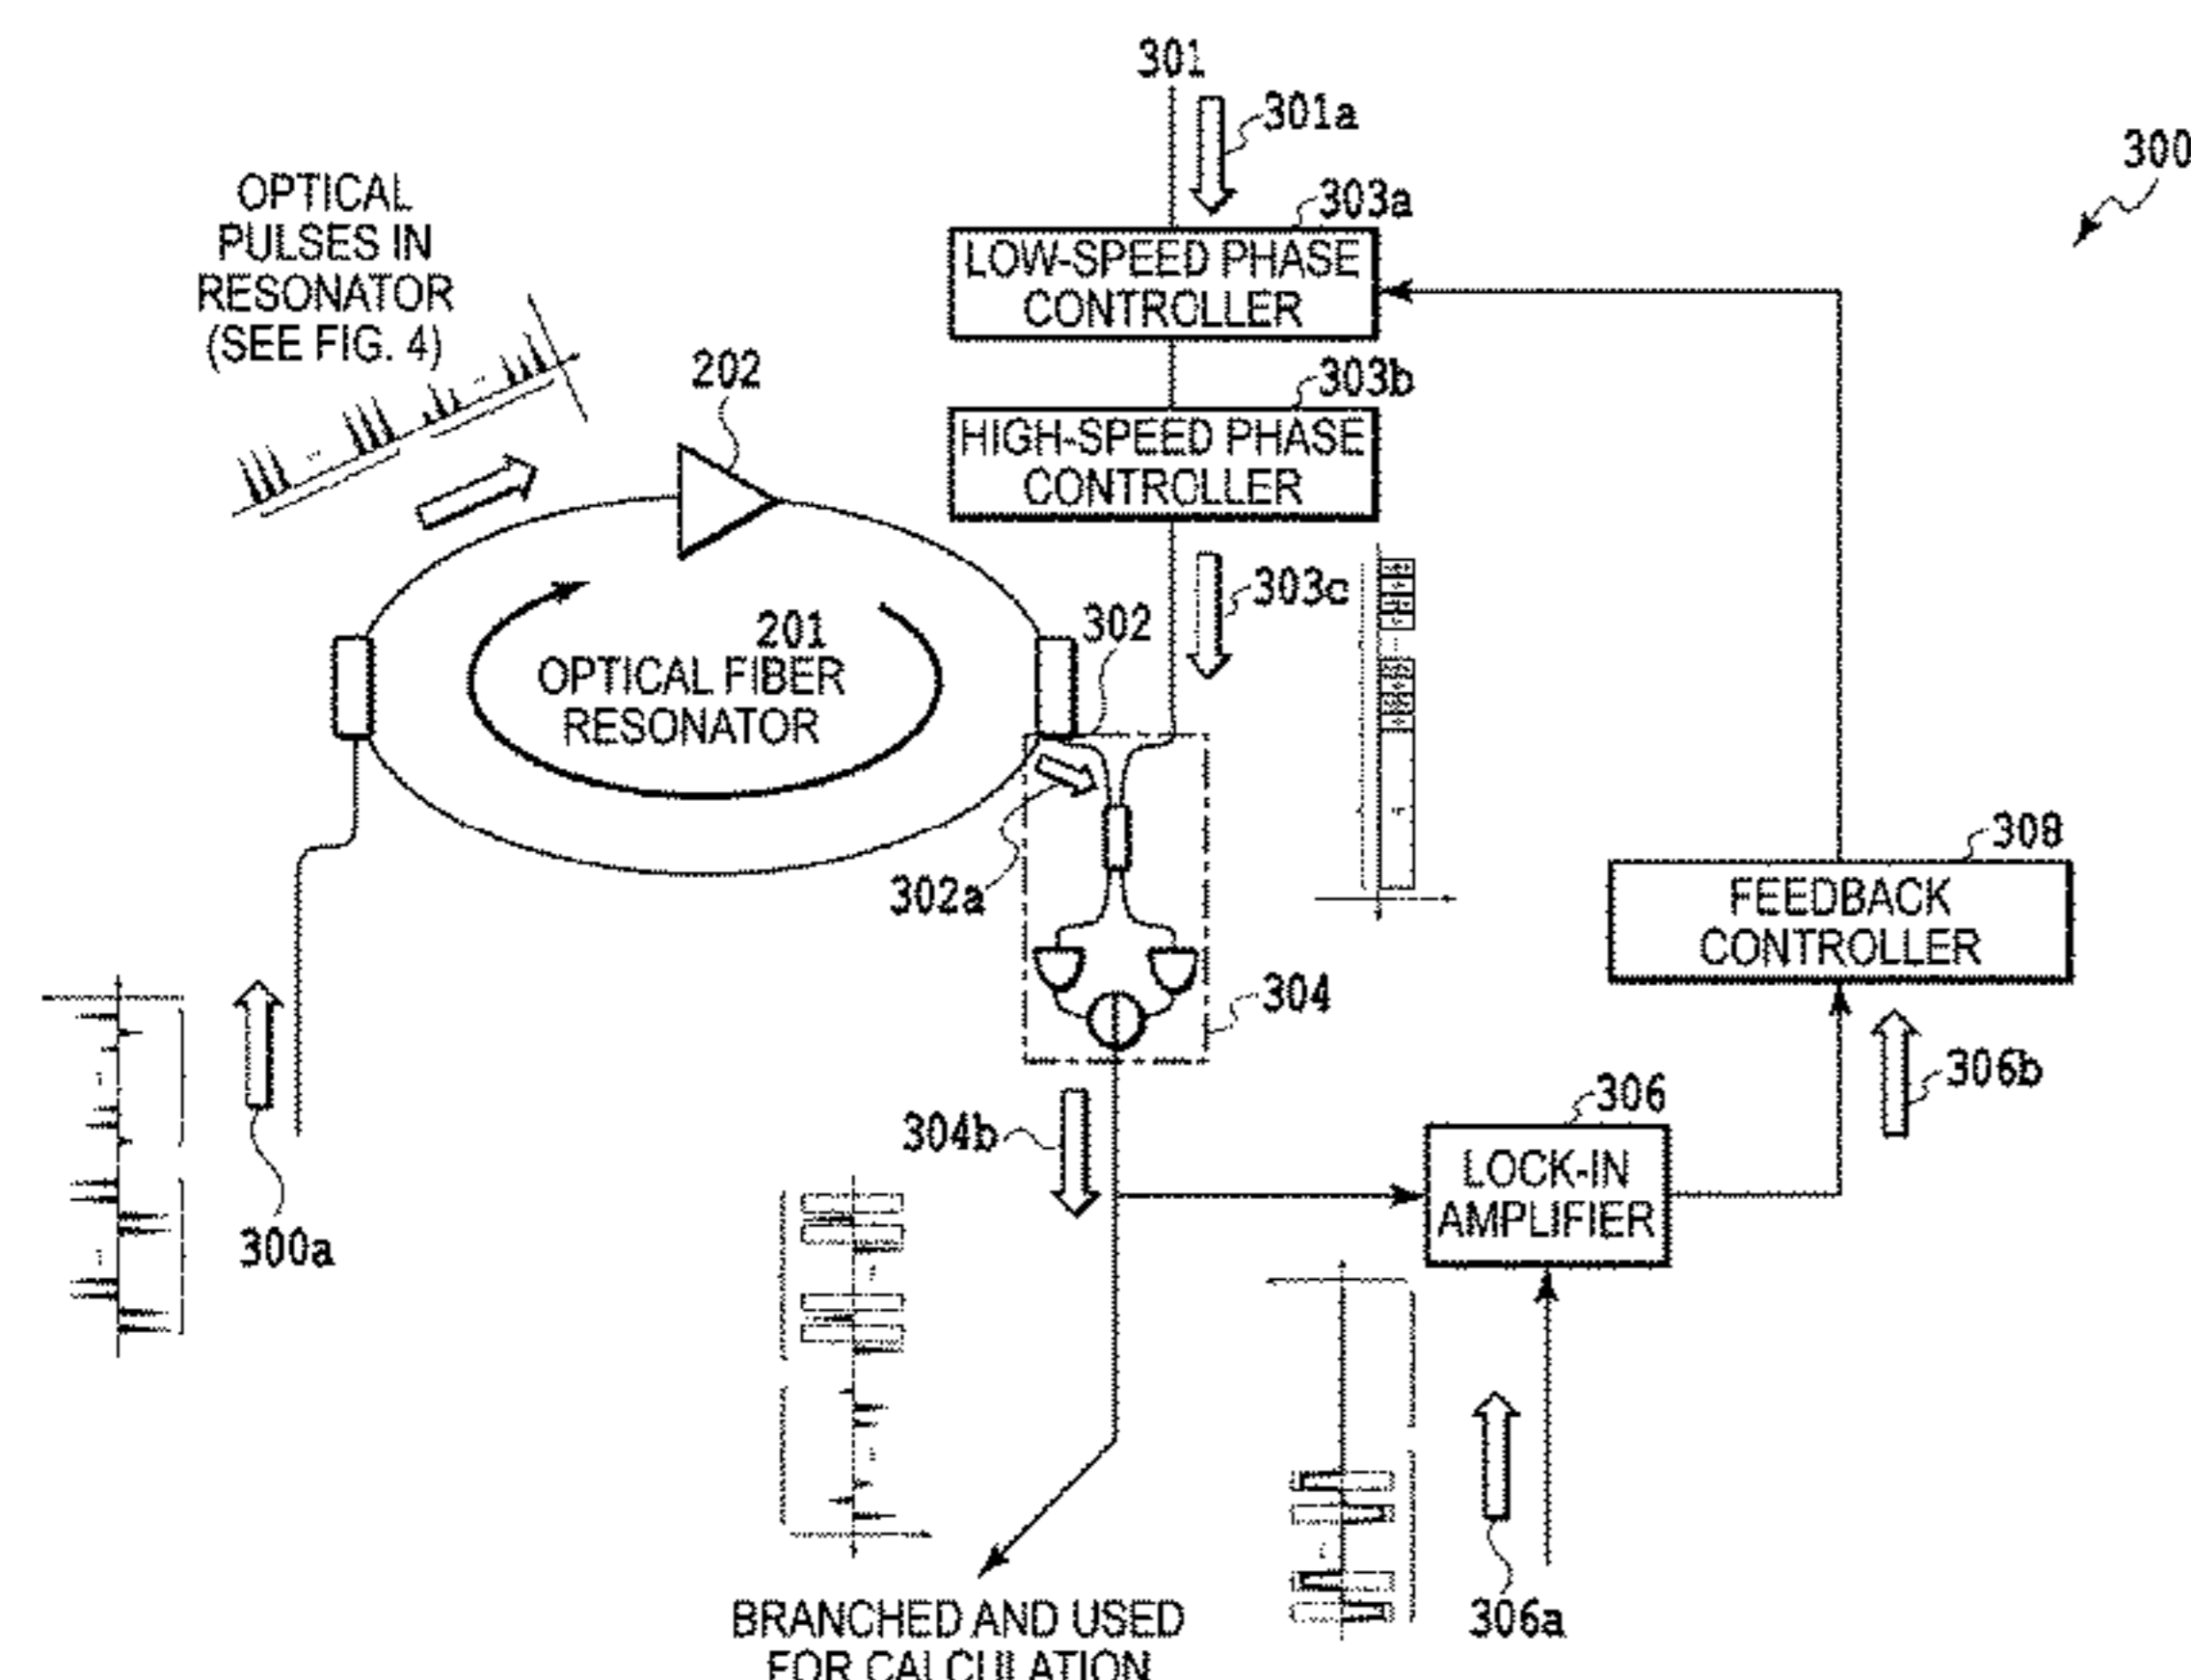 301
301a
300
OPTICAL
PULSES IN
RESONATOR
(SEE FIG. 4)
303a
LOW-SPEED PHASE
CONTROLLER
202
303b
HIGH-SPEED PHASE
CONTROLLER
303c
302
201
OPTICAL FIBER
RESONATOR
302a
308
FEEDBACK
CONTROLLER
304
306b
306
304b
LOCK-IN
AMPLIFIER
300a
306a
BRANCHED AND USED
FOR CALCULATION